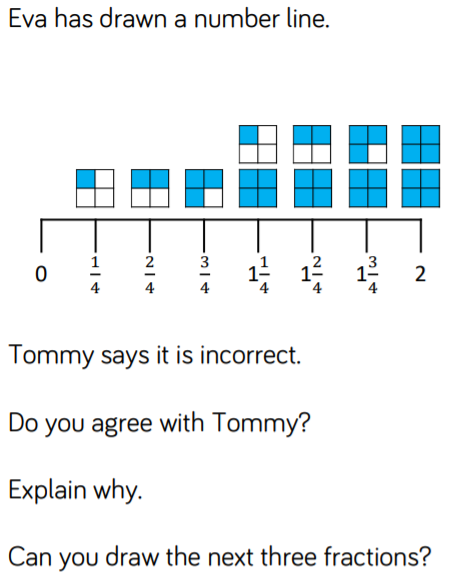 Eva has drawn a number line.
0 1/4 2/4 3/4 1 1/4 1 2/4 1 3/4 2
Tommy says it is incorrect.
Do you agree with Tommy?
Explain why.
Can you draw the next three fractions?